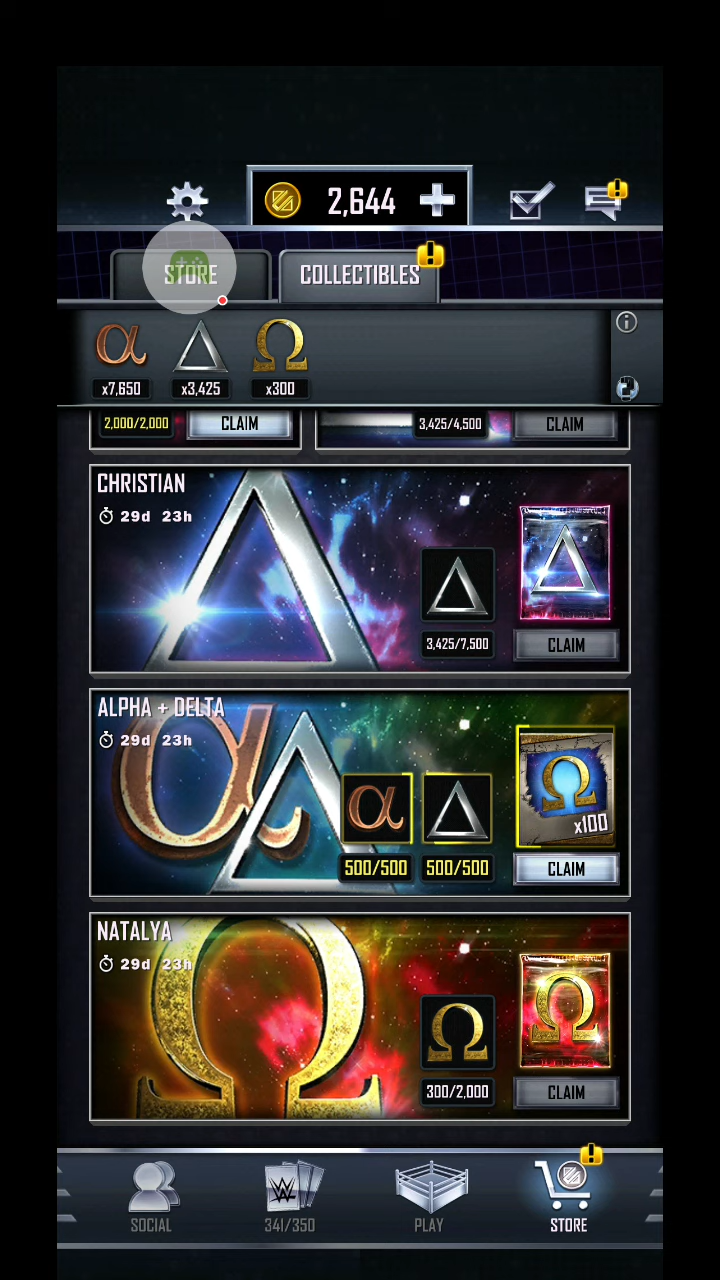 2,644
STORE
COLLECTIBLES
x7,650
x3,425
x300
2,000/2,000
CLAIM
3,425/4,500
CLAIM
CHRISTIAN
29d 23h
3,425/7,500
CLAIM
ALPHA + DELTA
29d 23h
x100
500/500
500/500
CLAIM
NATALYA
29d 23h
300/2,000
CLAIM
SOCIAL
341/350
PLAY
STORE